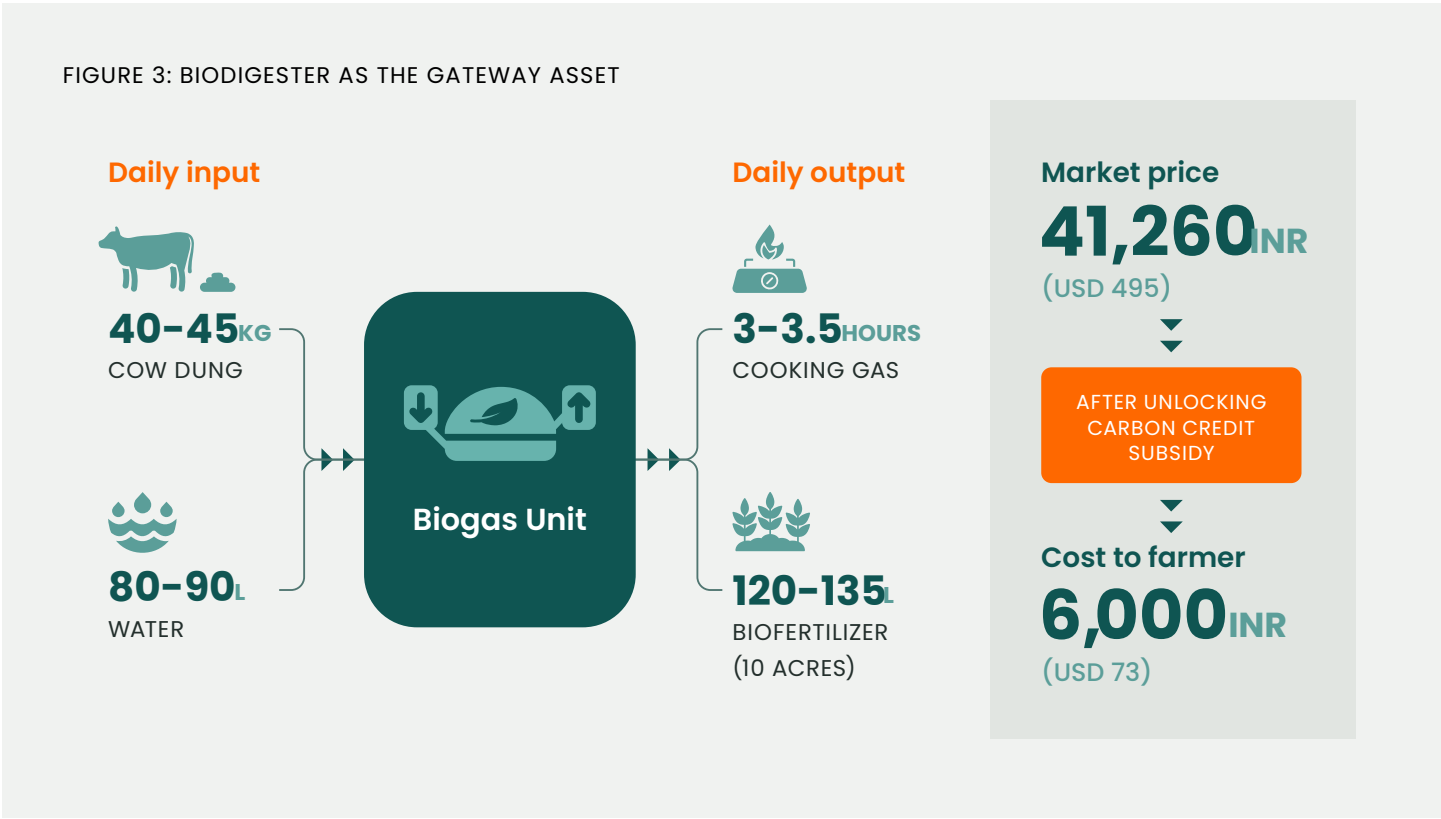 FIGURE 3: BIODIGESTER AS THE GATEWAY ASSET
Daily input
40-45KG
COW DUNG
80-90L
WATER
Biogas Unit
Daily output
3-3.5HOURS
COOKING GAS
120-135L
BIOFERTILIZER
(10 ACRES)
Market price
41,260INR
(USD 495)
AFTER UNLOCKING
CARBON CREDIT
SUBSIDY
Cost to farmer
6,000INR
(USD 73)